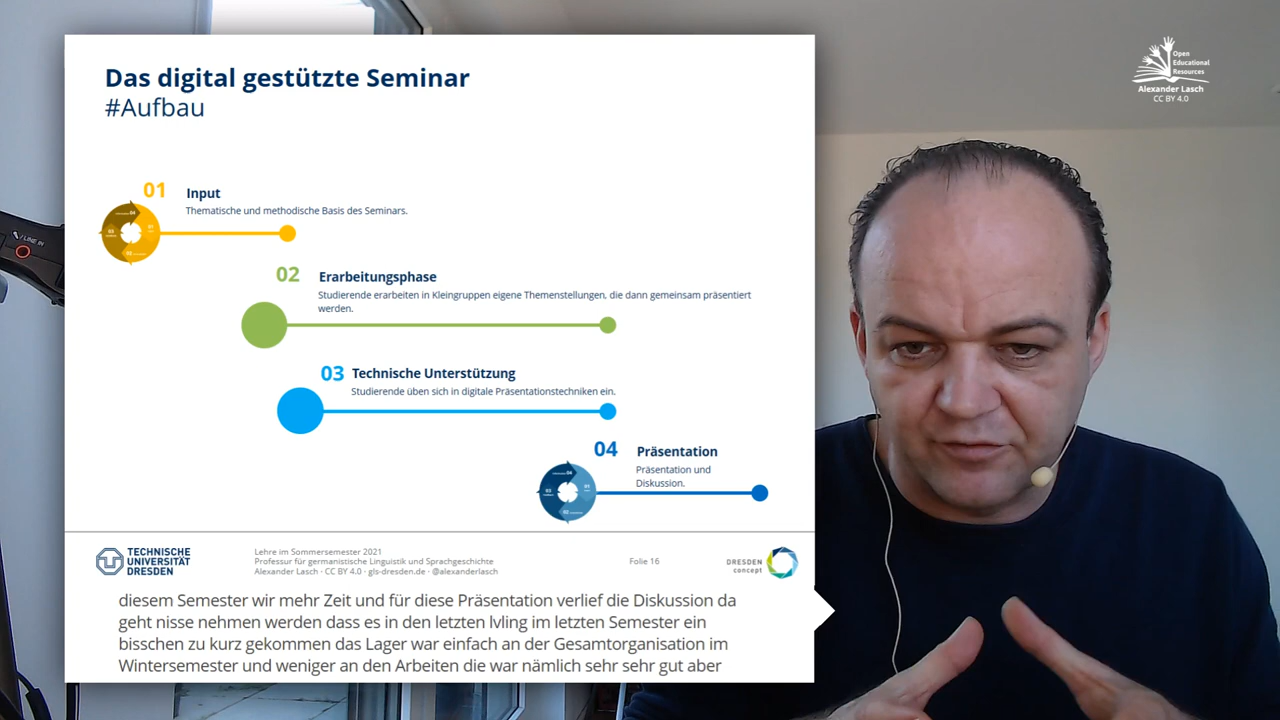 Das digital gestützte Seminar
#Aufbau
01 Input
Thematische und methodische Basis des Seminars.
02 Erarbeitungsphase
Studierende erarbeiten in Kleingruppen eigene Themenstellungen, die dann gemeinsam präsentiert
werden.
03 Technische Unterstützung
Studierende üben sich in digitale Präsentationstechniken ein.
04 Präsentation
Präsentation und
Diskussion.
TECHNISCHE
UNIVERSITÄT
DRESDEN
Lehre im Sommersemester 2021
Professur für germanistische Linguistik und Sprachgeschichte
Alexander Lasch · CC BY 4.0 · gls-dresden.de · @alexanderlasch
Folie 16
DRESDEN
concept
diesem Semester wir mehr Zeit und für diese Präsentation verlief die Diskussion da
geht nisse nehmen werden dass es in den letzten lvling im letzten Semester ein
bisschen zu kurz gekommen das Lager war einfach an der Gesamtorganisation im
Wintersemester und weniger an den Arbeiten die war nämlich sehr sehr gut aber
Open
Educational
Resources
Alexander Lasch
CC BY 4.0
LINE IN